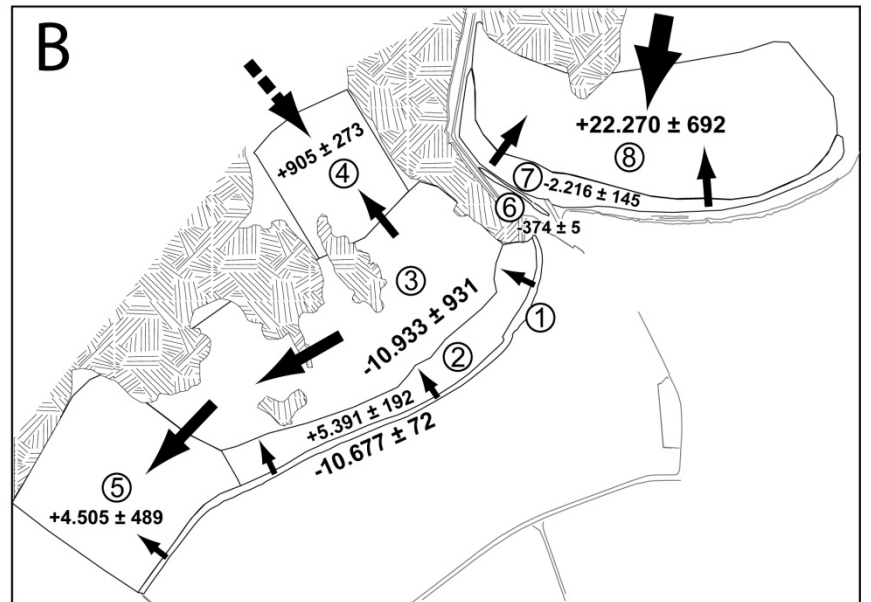 B
+22.270 ± 692
⑧
+905 ± 273
④
⑦
-2.216 ± 145
⑥
-374 ± 5
③
①
-10.933 ± 931
②
+5.391 ± 192
-10.677 ± 72
⑤
+4.505 ± 489